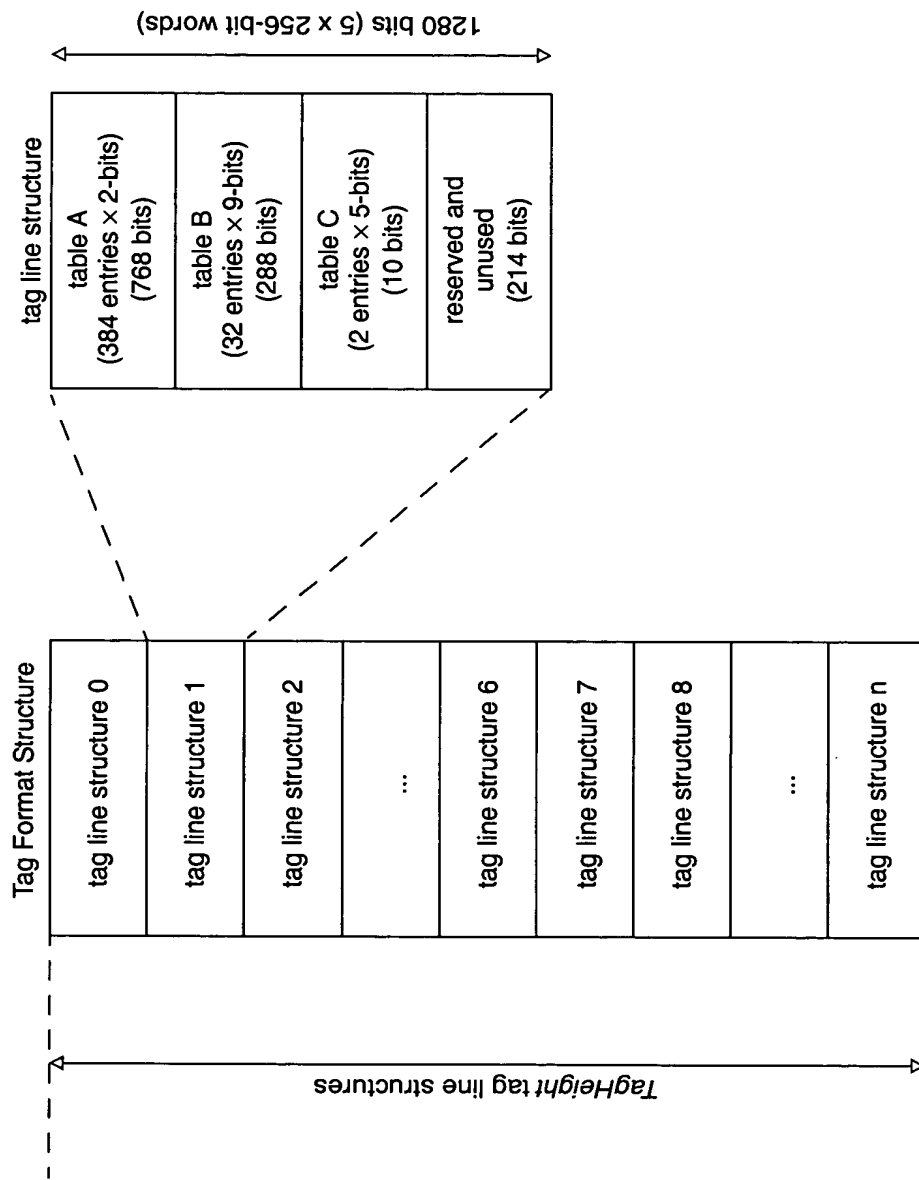 Tag Format Structure
tag line structure 0
tag line structure 1
tag line structure 2
...
tag line structure 6
tag line structure 7
tag line structure 8
...
tag line structure n
TagHeight tag line structures
tag line structure
table A
(384 entries × 2-bits)
(768 bits)
table B
(32 entries × 9-bits)
(288 bits)
table C
(2 entries × 5-bits)
(10 bits)
reserved and
unused
(214 bits)
1280 bits (5 x 256-bit words)